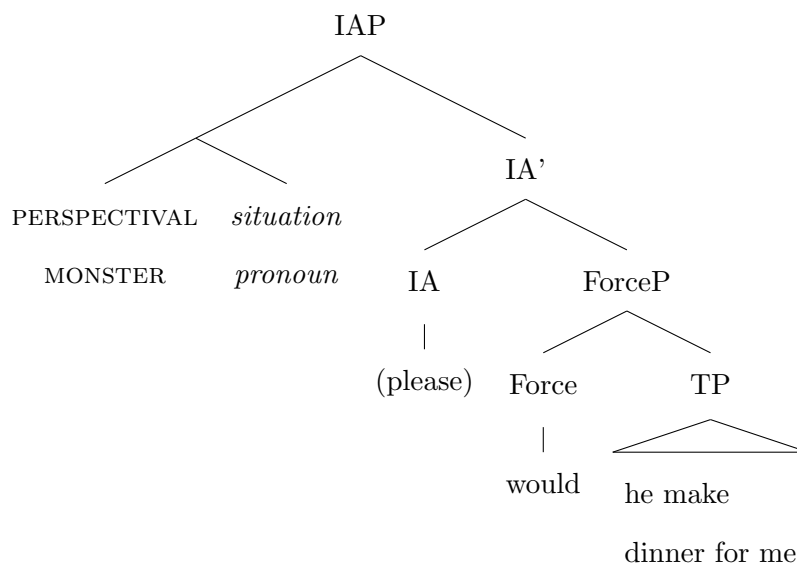 IAP
IA'
PERSPECTIVAL situation
MONSTER pronoun
IA ForceP
(please) Force TP
would he make
dinner for me